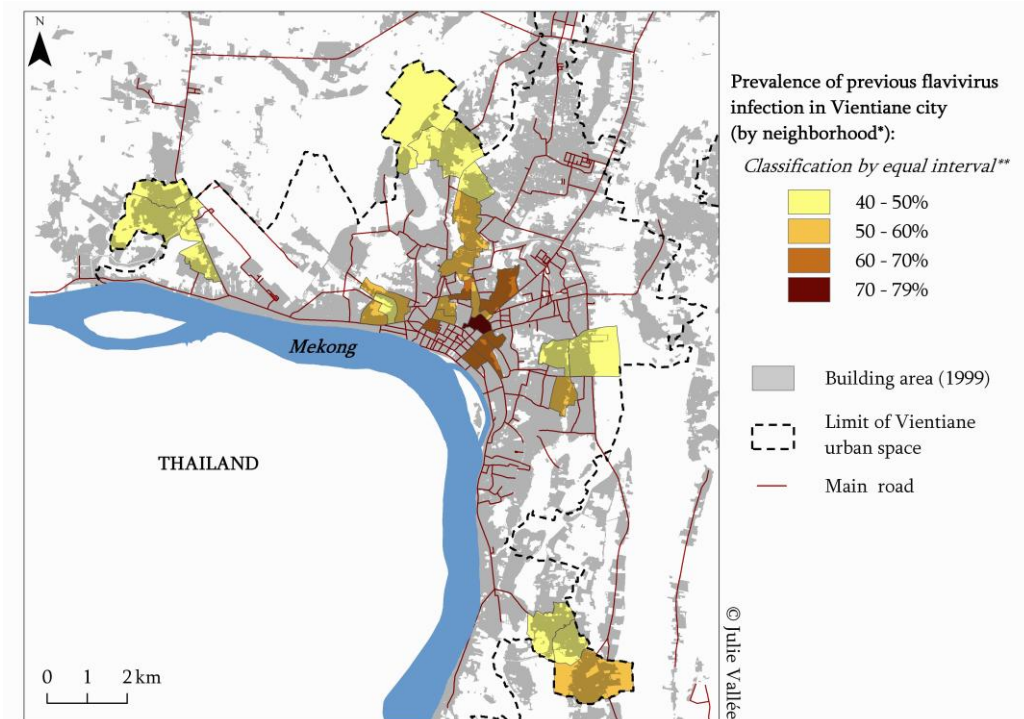 N
Mekong
THAILAND
0 1 2 km
Prevalence of previous flavivirus
infection in Vientiane city
(by neighborhood*):
Classification by equal interval**
40 - 50%
50 - 60%
60 - 70%
70 - 79%
Building area (1999)
Limit of Vientiane
urban space
Main road
© Julie Vallée